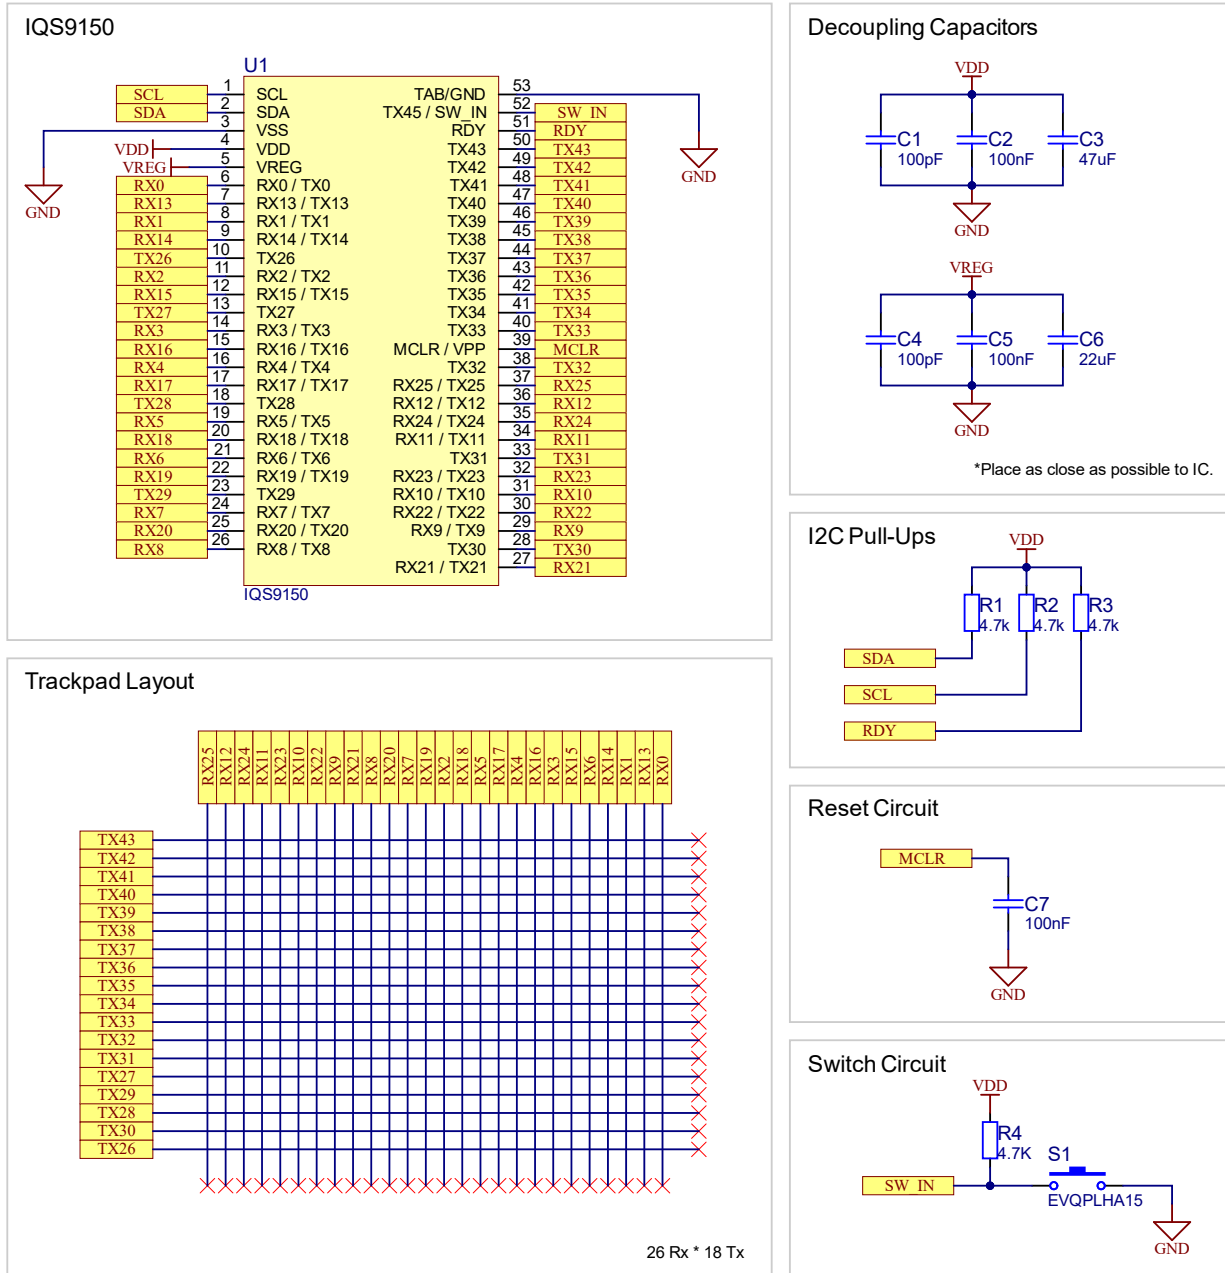 IQS9150
U1
SCL 1 SCL
SDA 2 SDA
3 VSS
VDD 4 VDD
VREG 5 VREG
RX0 6 RX0 / TX0
RX13 7 RX13 / TX13
RX1 8 RX1 / TX1
RX14 9 RX14 / TX14
TX26 10 TX26
RX2 11 RX2 / TX2
RX15 12 RX15 / TX15
TX27 13 TX27
RX3 14 RX3 / TX3
RX16 15 RX16 / TX16
RX4 16 RX4 / TX4
RX17 17 RX17 / TX17
TX28 18 TX28
RX5 19 RX5 / TX5
RX18 20 RX18 / TX18
RX6 21 RX6 / TX6
RX19 22 RX19 / TX19
TX29 23 TX29
RX7 24 RX7 / TX7
RX20 25 RX20 / TX20
RX8 26 RX8 / TX8
GND
TAB/GND 53
TX45 / SW_IN 52 SW IN
RDY 51 RDY
TX43 50 TX43
TX42 49 TX42
TX41 48 TX41
TX40 47 TX40
TX39 46 TX39
TX38 45 TX38
TX37 44 TX37
TX36 43 TX36
TX35 42 TX35
TX34 41 TX34
TX33 40 TX33
MCLR / VPP 39 MCLR
TX32 38 TX32
RX25 / TX25 37 RX25
RX12 / TX12 36 RX12
RX24 / TX24 35 RX24
RX11 / TX11 34 RX11
TX31 33 TX31
RX23 / TX23 32 RX23
RX10 / TX10 31 RX10
RX22 / TX22 30 RX22
RX9 / TX9 29 RX9
TX30 28 TX30
RX21 / TX21 27 RX21
GND
IQS9150
Decoupling Capacitors
VDD
C1 C2 C3
100pF 100nF 47uF
GND
VREG
C4 C5 C6
100pF 100nF 22uF
GND
*Place as close as possible to IC.
I2C Pull-Ups
VDD
R1 R2 R3
4.7k 4.7k 4.7k
SDA
SCL
RDY
Trackpad Layout
RX25 RX12 RX24 RX11 RX23 RX10 RX22 RX9 RX21 RX8 RX20 RX7 RX19 RX2 RX18 RX5 RX17 RX4 RX16 RX3 RX15 RX6 RX14 RX1 RX13 RX0
TX43
TX42
TX41
TX40
TX39
TX38
TX37
TX36
TX35
TX34
TX33
TX32
TX31
TX27
TX29
TX28
TX30
TX26
26 Rx * 18 Tx
Reset Circuit
MCLR
C7
100nF
GND
Switch Circuit
VDD
R4
4.7K
S1
SW IN
EVQPLHA15
GND